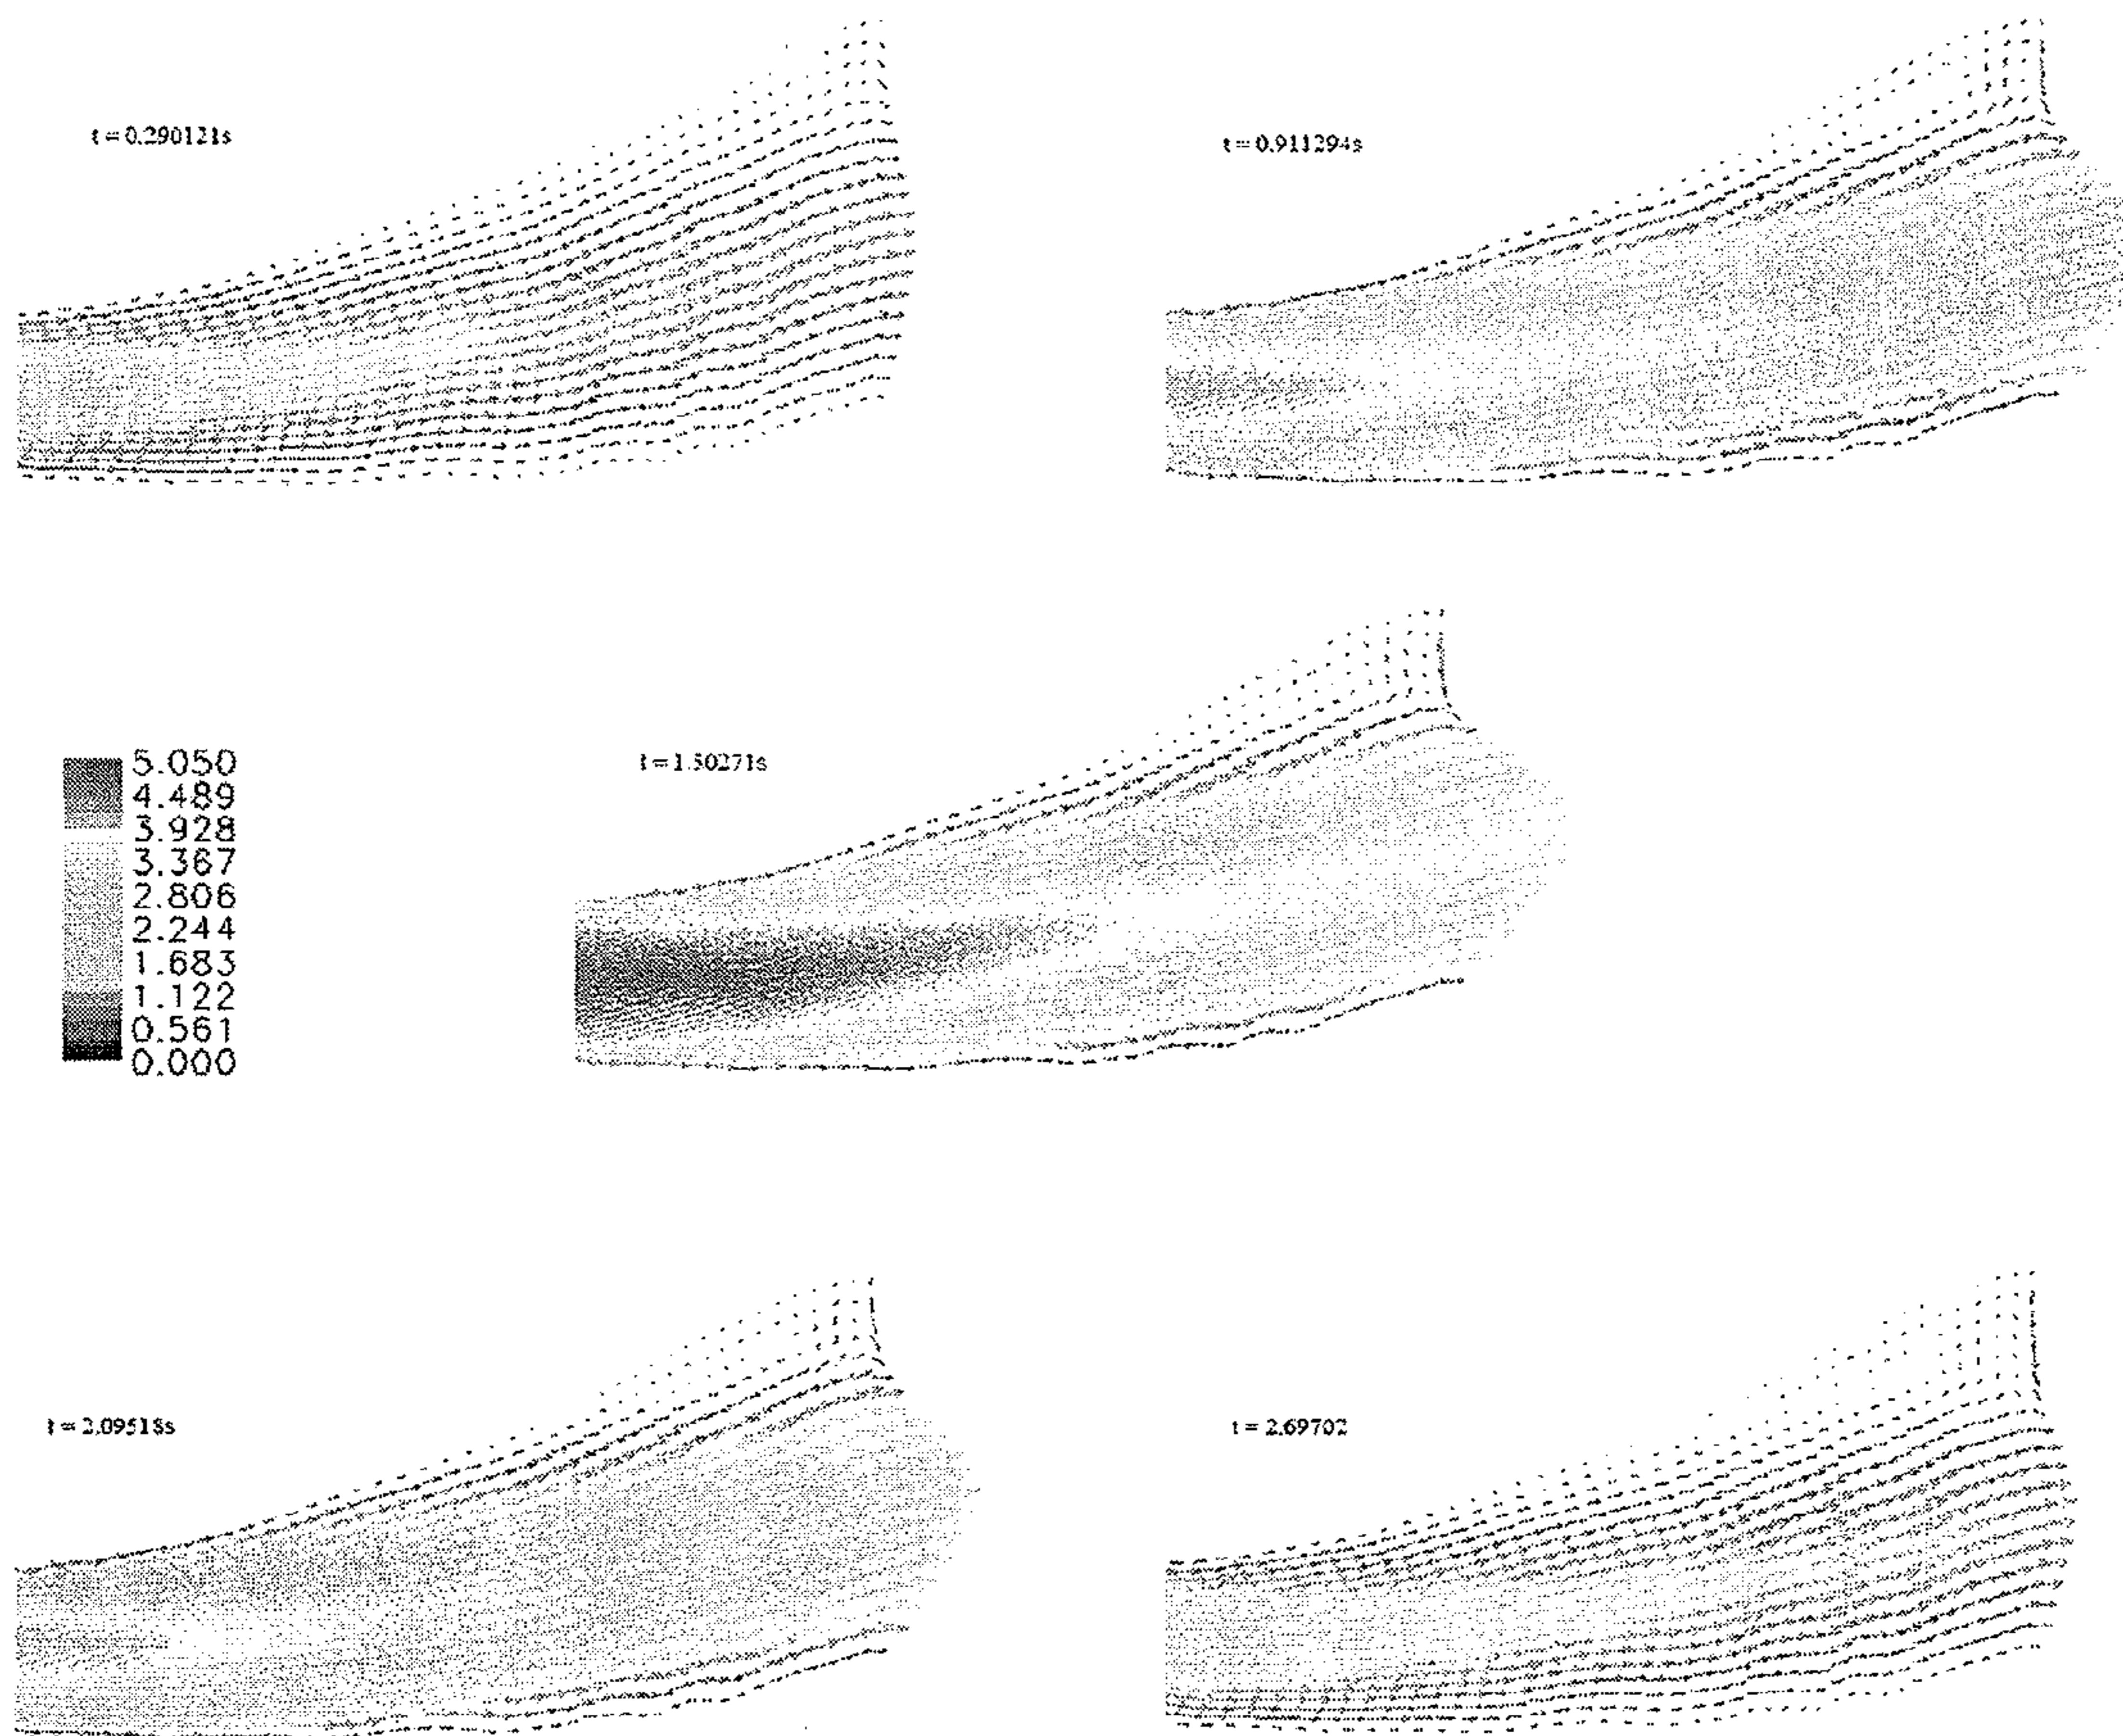 t = 0.290121s
t = 0.911294s
t = 1.50271s
5.050
4.489
3.928
3.367
2.806
2.244
1.683
1.122
0.561
0.000
t = 2.09518s
t = 2.69702